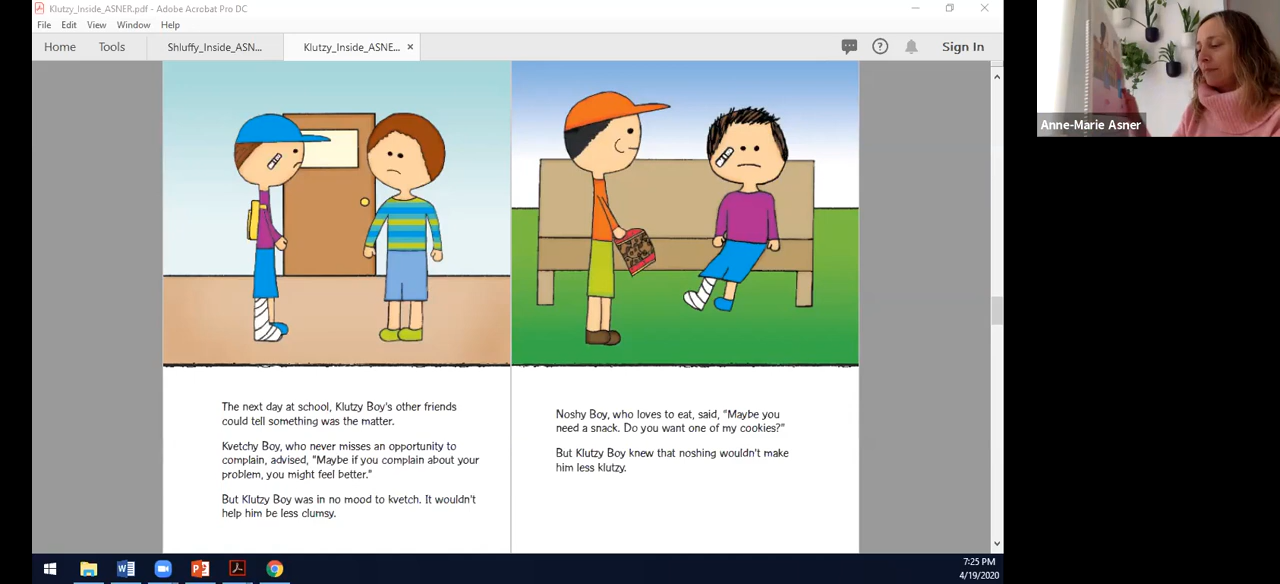 Klutzy_Inside_ASNER.pdf - Adobe Acrobat Pro DC
File Edit View Window Help
Home Tools Shluffy_Inside_ASN... Klutzy_Inside_ASNE... × Sign In
Anne-Marie Asner
The next day at school, Klutzy Boy's other friends
could tell something was the matter.
Kvetchy Boy, who never misses an opportunity to
complain, advised, "Maybe if you complain about your
problem, you might feel better."
But Klutzy Boy was in no mood to kvetch. It wouldn't
help him be less clumsy.
Noshy Boy, who loves to eat, said, "Maybe you
need a snack. Do you want one of my cookies?"
But Klutzy Boy knew that noshing wouldn't make
him less klutzy.
7:25 PM
4/19/2020